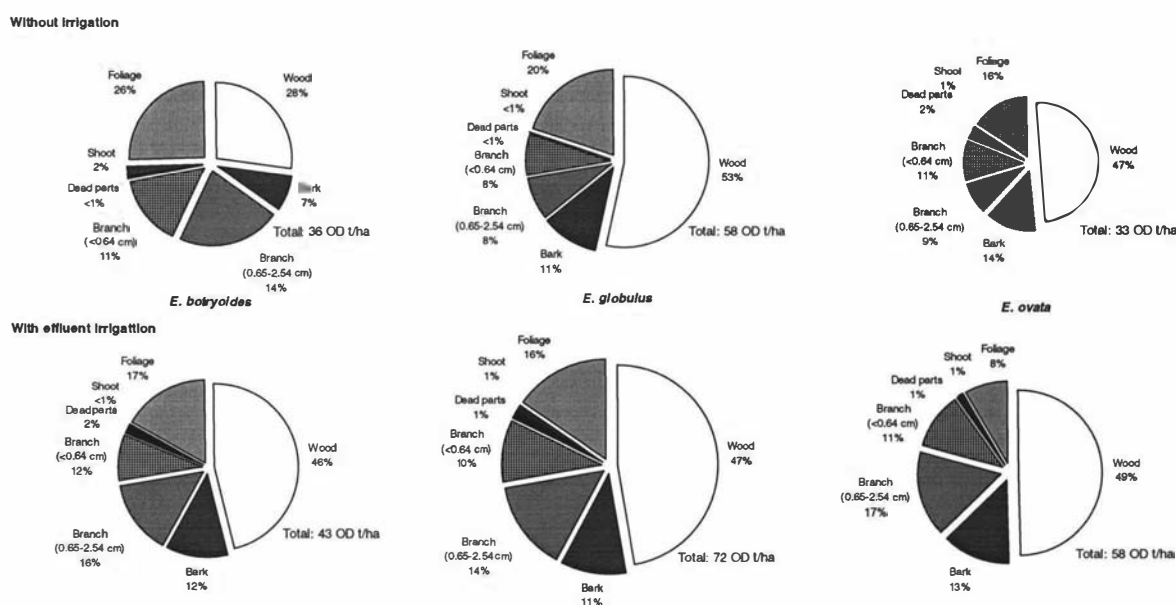 Without irrigation
Foliage
26%
Wood
28%
Shoot
2%
Dead parts
<1%
Branch
(<0.64 cm)
11%
7%
Total: 36 OD t/ha
Branch
(0.65-2.54 cm)
14%
E. botryoides
Foliage
20%
Shoot
<1%
Dead parts
<1%
Branch
(<0.64 cm)
8%
Branch
(0.65-2.54 cm)
8%
Bark
11%
Wood
53%
Total: 58 OD t/ha
E. globulus
Shoot
1%
Foliage
16%
Dead parts
2%
Branch
(<0.64 cm)
11%
Branch
(0.65-2.54 cm)
9%
Bark
14%
Wood
47%
Total: 33 OD t/ha
E. ovata
With effluent irrigattion
Foliage
17%
Shoot
<1%
Dead parts
2%
Branch
(<0.64 cm)
12%
Branch
(0.65-2.54 cm)
16%
Bark
12%
Wood
46%
Total: 43 OD t/ha
Foliage
16%
Shoot
1%
Dead parts
1%
Branch
(<0.64 cm)
10%
Branch
(0.65-2.54 cm)
14%
Bark
11%
Wood
47%
Total: 72 OD t/ha
Foliage
8%
Shoot
1%
Dead parts
1%
Branch
(<0.64 cm)
11%
Branch
(0.65-2.54 cm)
17%
Bark
13%
Wood
49%
Total: 58 OD t/ha